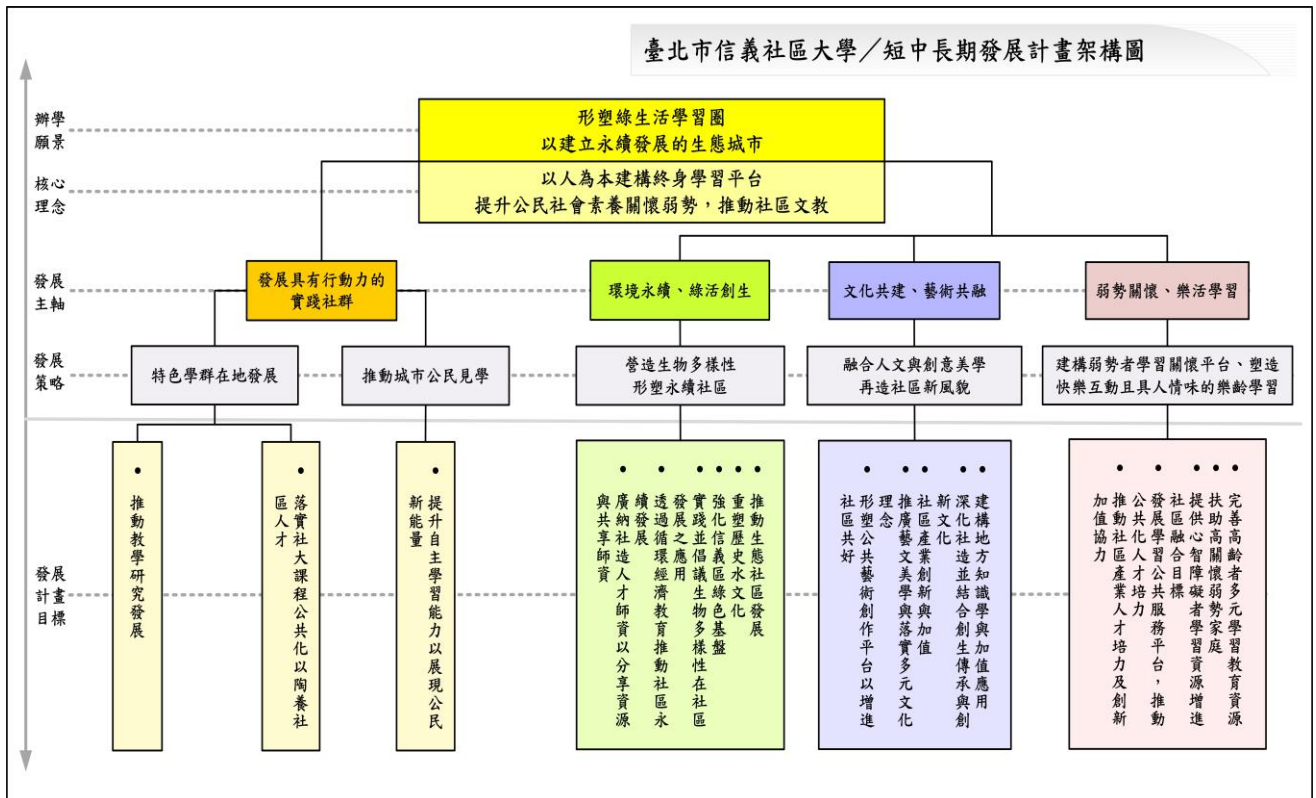 臺北市信義社區大學／短中長期發展計畫架構圖
辦學
願景
形塑綠生活學習圈
以建立永續發展的生態城市
核心
理念
以人為本建構終身學習平台
提升公民社會素養關懷弱勢，推動社區文教
發展
主軸
發展具有行動力的
實踐社群
環境永續、綠活創生
文化共建、藝術共融
弱勢關懷、樂活學習
發展
策略
特色學群在地發展
推動城市公民見學
營造生物多樣性
形塑永續社區
融合人文與創意美學
再造社區新風貌
建構弱勢者學習關懷平台、塑造
快樂互動且具人情味的樂齡學習
發展
計畫
目標
• 推動教學研究發展
• 落實社大課程公共化以陶養社
區人才
• 提升自主學習能力以展現公民
新能量
• 推動生態社區發展
• 重塑歷史水文化
• 強化信義區綠色基盤
• 實踐並倡議生物多樣性在社區
發展之應用
• 透過循環經濟教育推動社區永
續發展
• 廣納社造人才師資以分享資源
與共享師資
• 建構地方知識學與加值應用
• 深化社造並結合創生傳承與創
新文化
• 社區產業創新與加值
• 推廣藝文美學與落實多元文化
理念
• 形塑公共藝術創作平台以增進
社區共好
• 完善高齡者多元學習教育資源
• 扶助高關懷弱勢家庭
• 提供心智障礙者學習資源增進
社區融合目標
• 發展學習公共服務平台，推動
公共化人才培力
• 推動社區產業人才培力及創新
加值協力